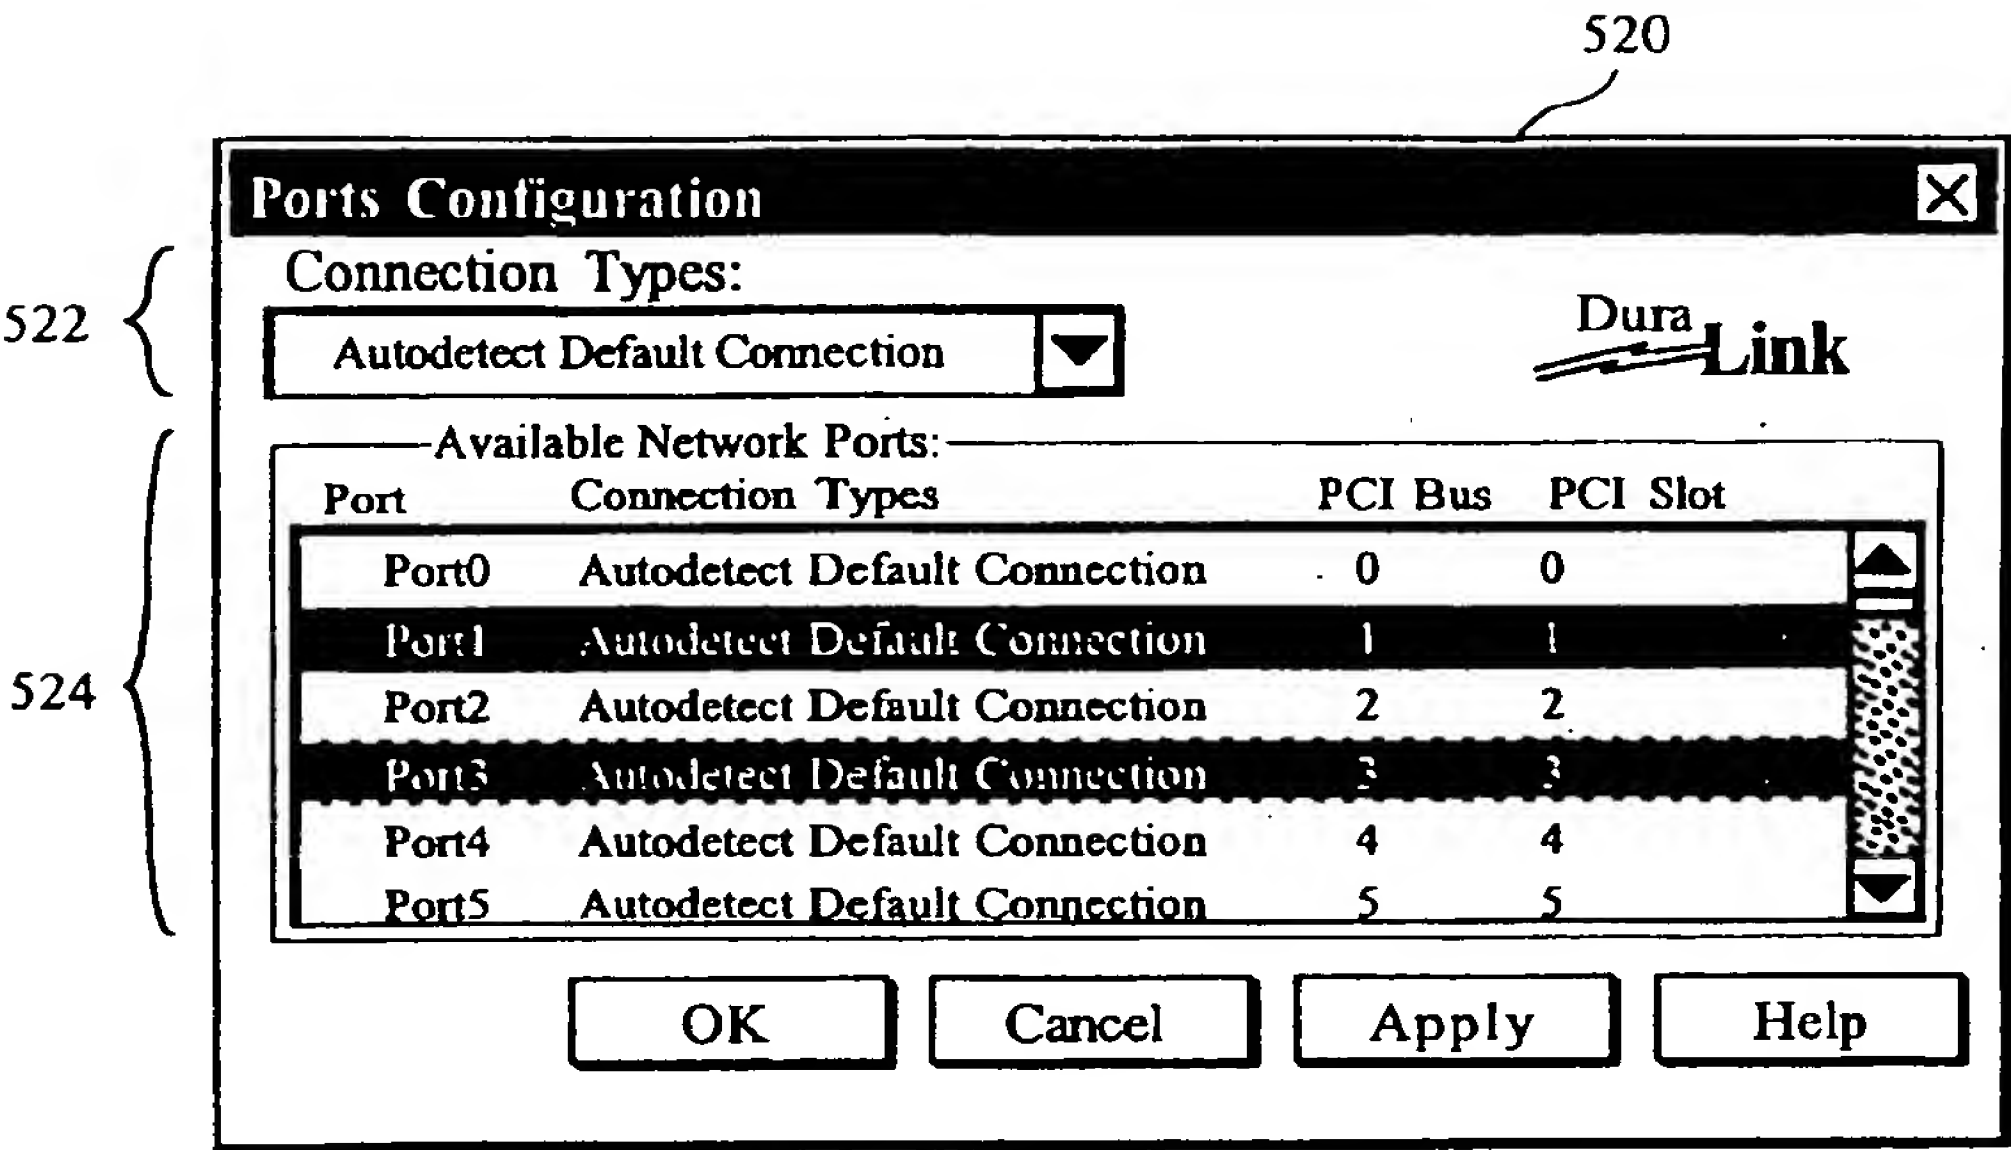 520
Ports Configuration
522
Connection Types:
Autodetect Default Connection
Dura
Link
524
Available Network Ports:
Port Connection Types PCI Bus PCI Slot
Port0 Autodetect Default Connection 0 0
Port1 Autodetect Default Connection 1 1
Port2 Autodetect Default Connection 2 2
Port3 Autodetect Default Connection 3 3
Port4 Autodetect Default Connection 4 4
Port5 Autodetect Default Connection 5 5
OK Cancel Apply Help